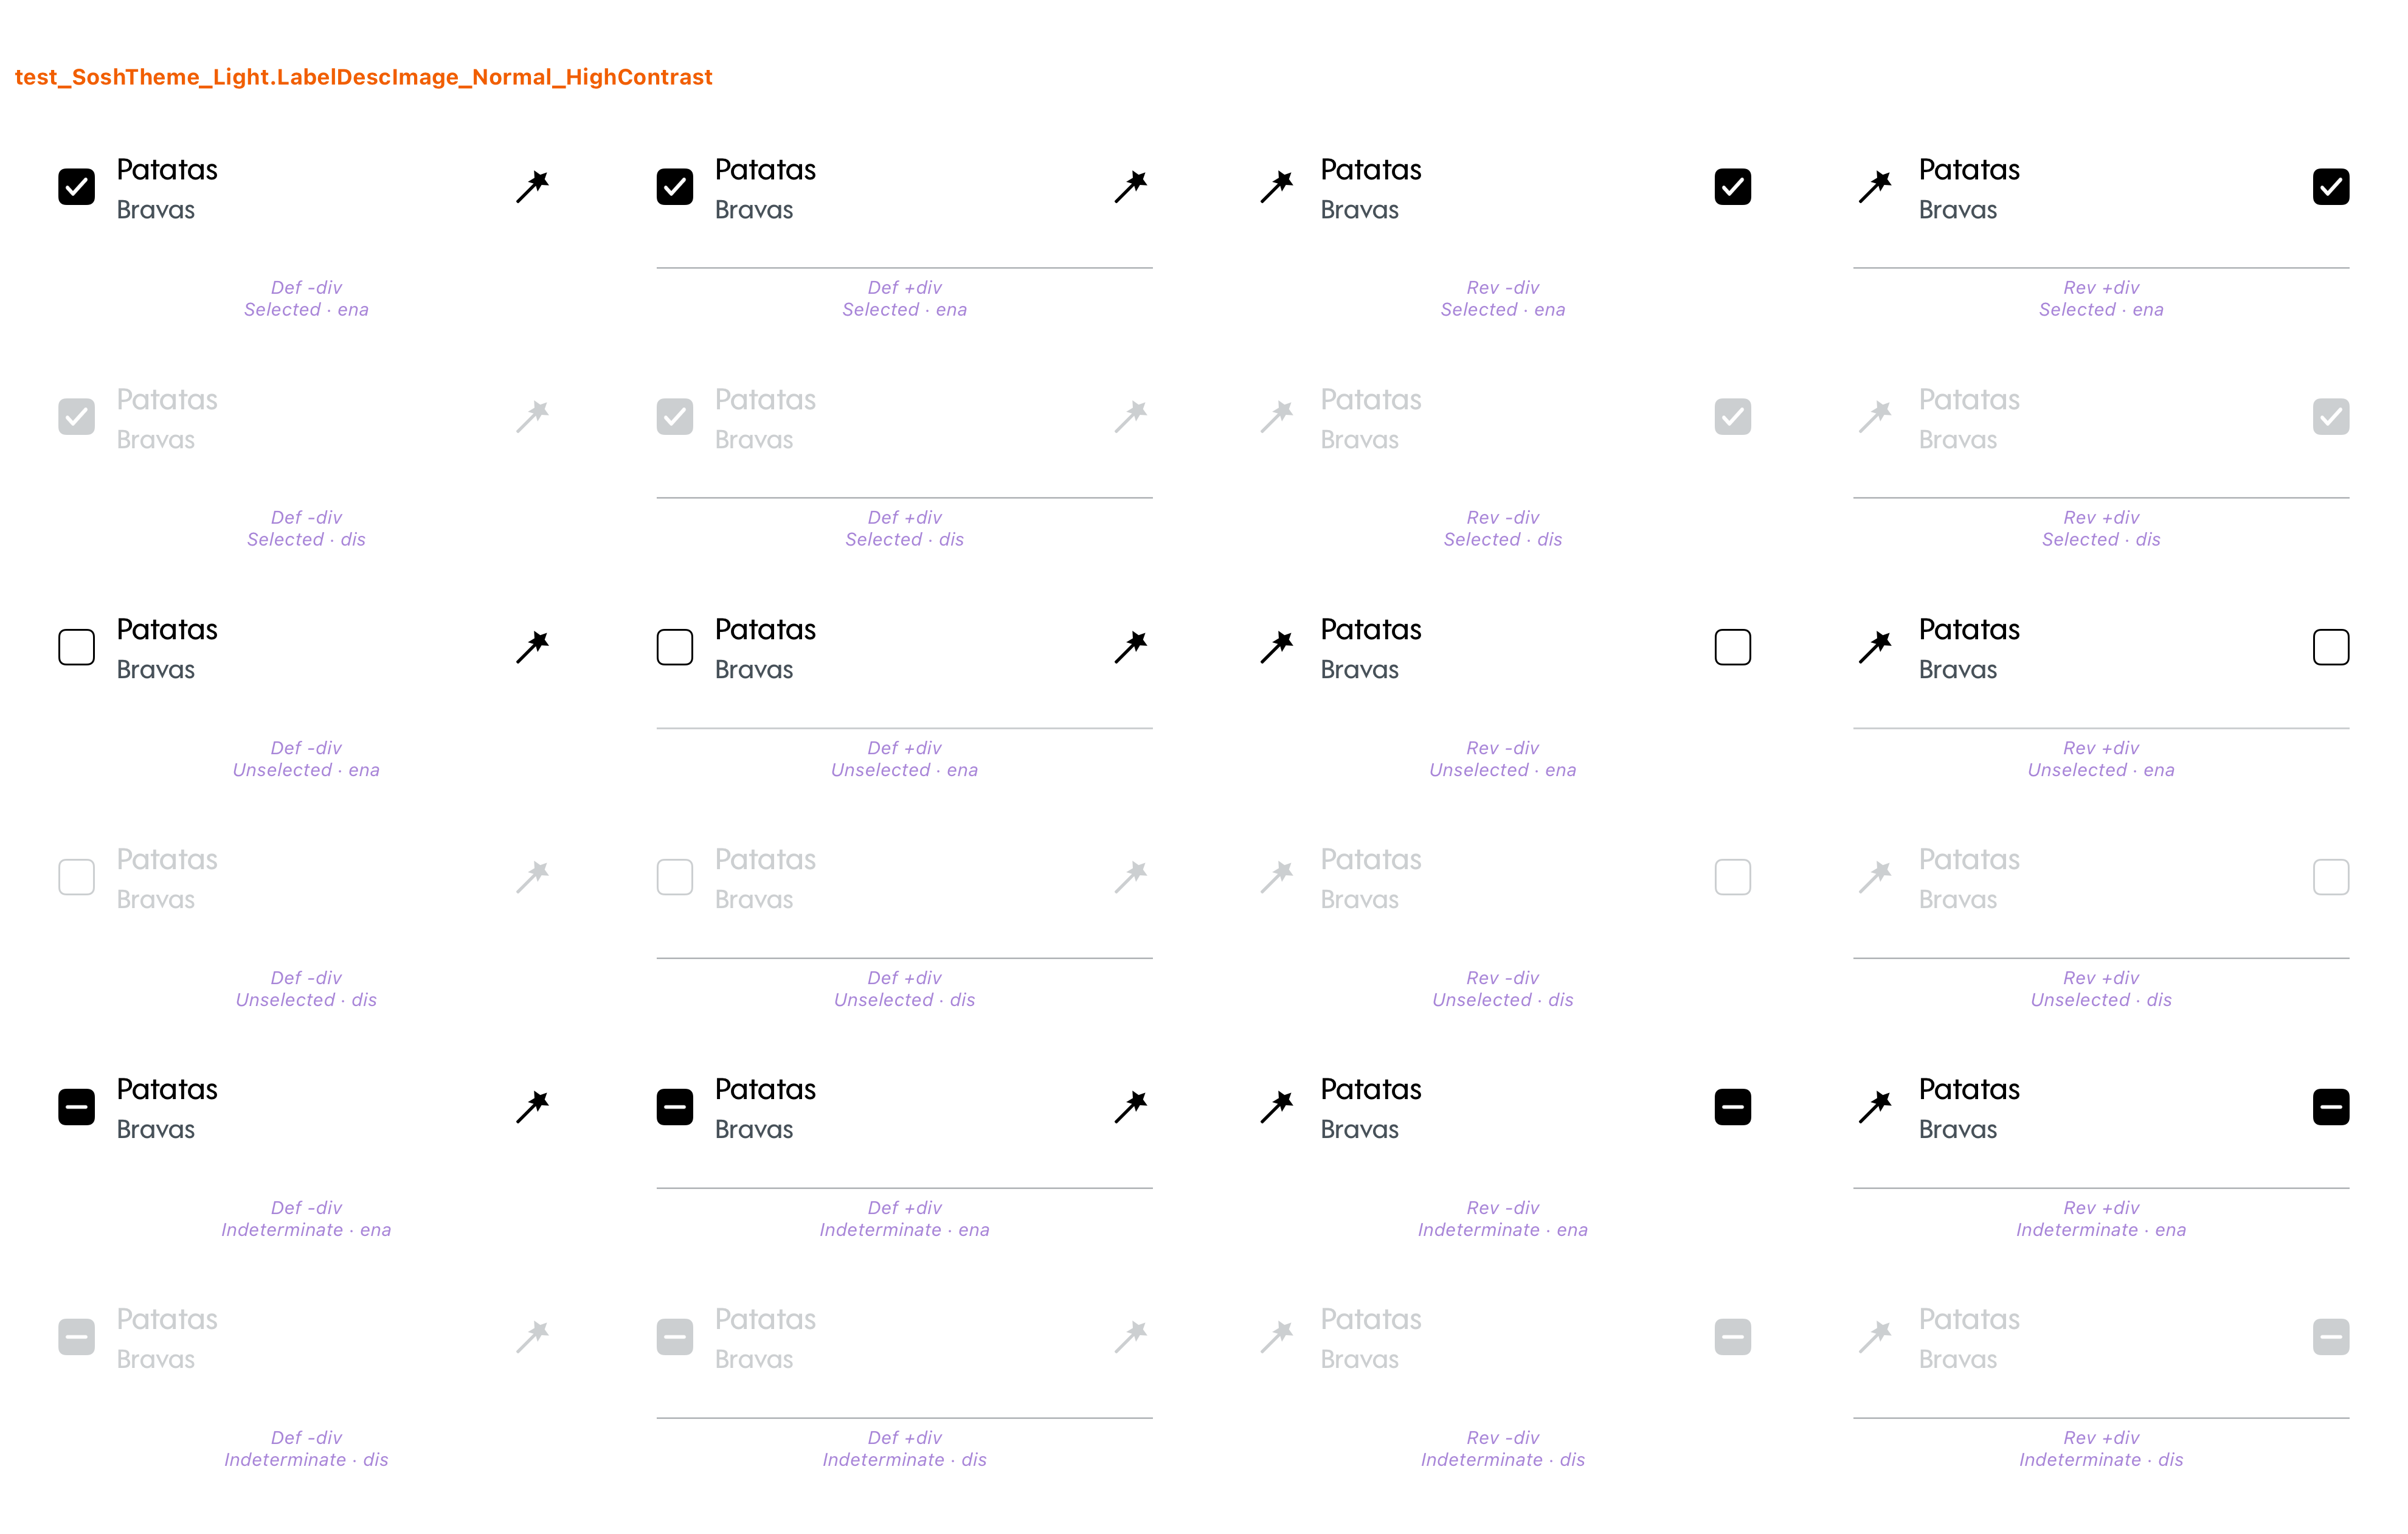 test_SoshTheme_Light.LabelDescImage_Normal_HighContrast
Patatas
Bravas
Def -div
Selected · ena
Patatas
Bravas
Def +div
Selected · ena
Patatas
Bravas
Rev -div
Selected · ena
Patatas
Bravas
Rev +div
Selected · ena
Patatas
Bravas
Def -div
Selected · dis
Patatas
Bravas
Def +div
Selected · dis
Patatas
Bravas
Rev -div
Selected · dis
Patatas
Bravas
Rev +div
Selected · dis
Patatas
Bravas
Def -div
Unselected · ena
Patatas
Bravas
Def +div
Unselected · ena
Patatas
Bravas
Rev -div
Unselected · ena
Patatas
Bravas
Rev +div
Unselected · ena
Patatas
Bravas
Def -div
Unselected · dis
Patatas
Bravas
Def +div
Unselected · dis
Patatas
Bravas
Rev -div
Unselected · dis
Patatas
Bravas
Rev +div
Unselected · dis
Patatas
Bravas
Def -div
Indeterminate · ena
Patatas
Bravas
Def +div
Indeterminate · ena
Patatas
Bravas
Rev -div
Indeterminate · ena
Patatas
Bravas
Rev +div
Indeterminate · ena
Patatas
Bravas
Def -div
Indeterminate · dis
Patatas
Bravas
Def +div
Indeterminate · dis
Patatas
Bravas
Rev -div
Indeterminate · dis
Patatas
Bravas
Rev +div
Indeterminate · dis